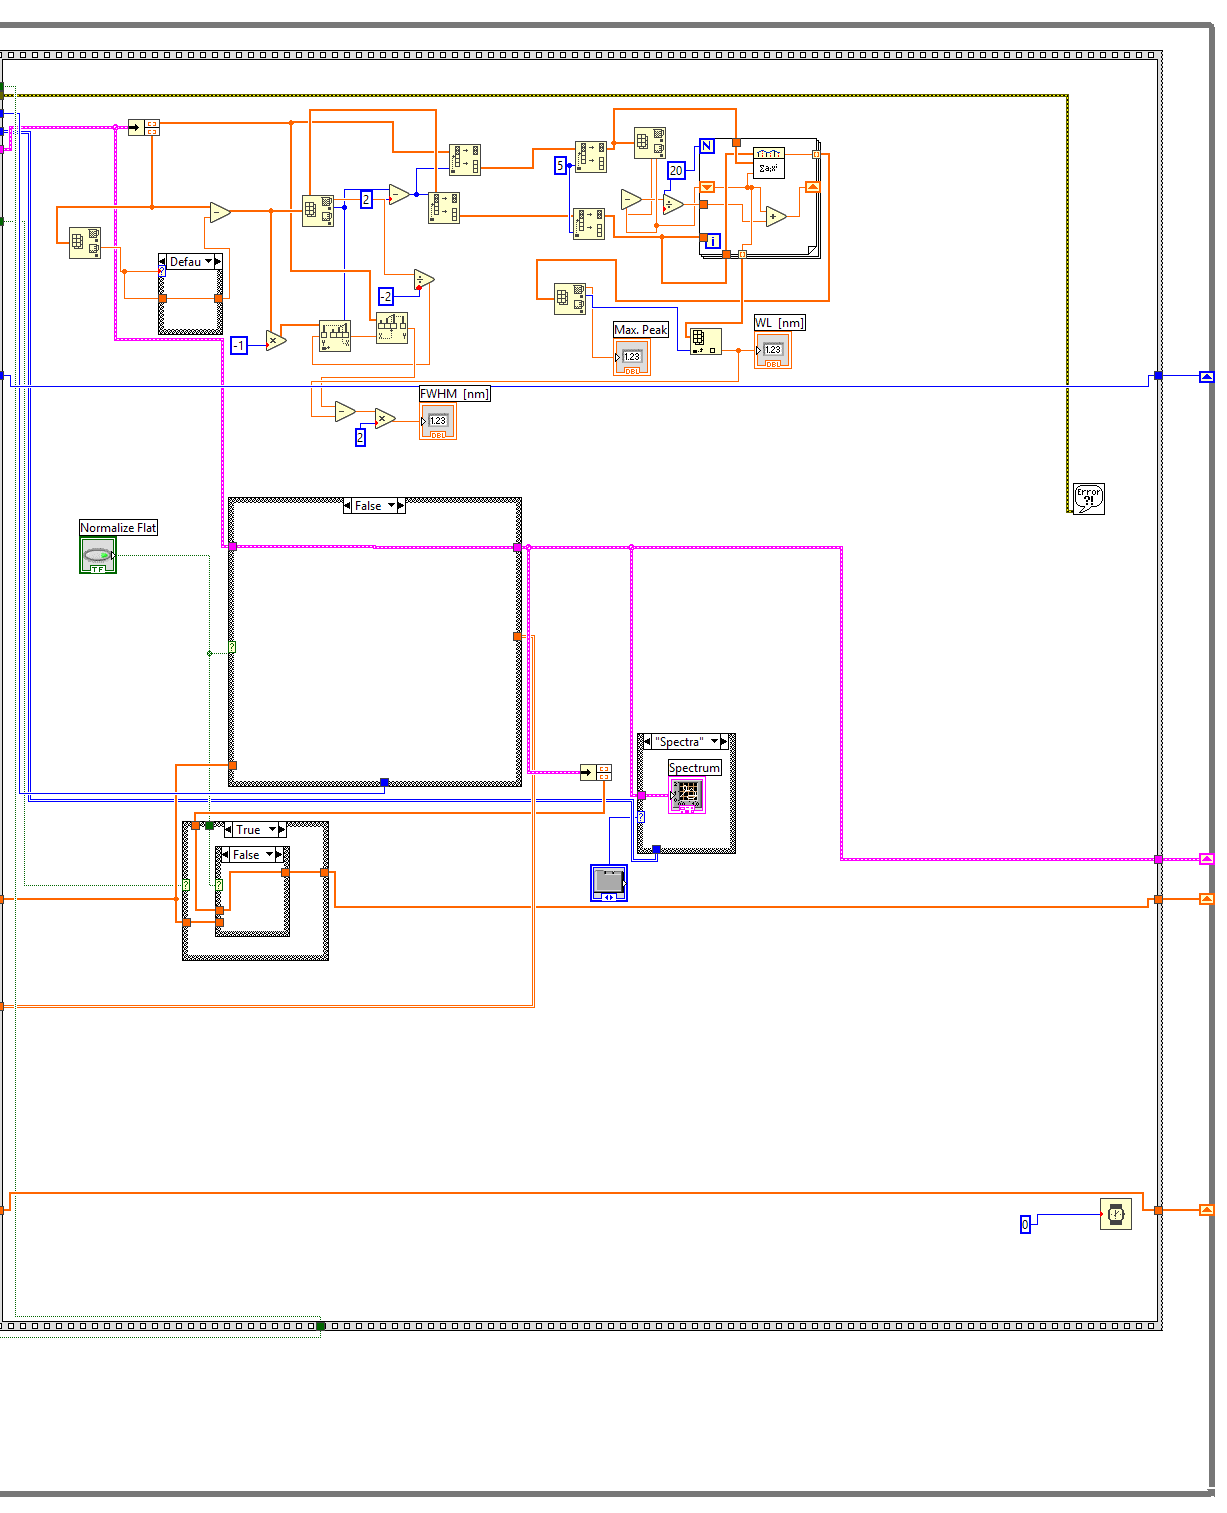 N
5
20
Σaᵢxⁱ
2
Defau
i
-2
-1
Max. Peak
1.23
DBL
WL [nm]
1.23
DBL
FWHM [nm]
1.23
DBL
2
Error
?!
False
Normalize Flat
TF
?
"Spectra"
Spectrum
?
True
False
?
?
0